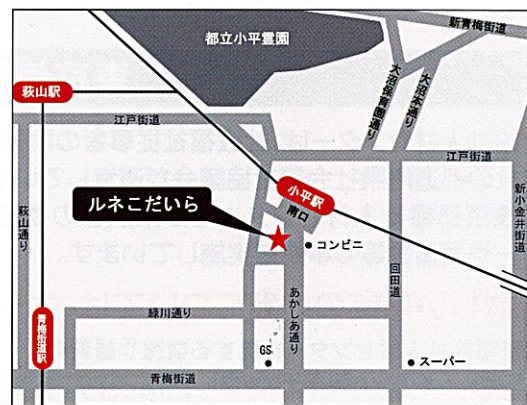 新青梅街道
都立小平霊園
大沼保育園通り
大沼本通り
萩山駅
江戸街道
江戸街道
小平駅
南口
ルネこだいら
コンビニ
萩山通り
新小金井街道
回田道
あかしあ通り
青梅街道駅
緑川通り
GS
スーパー
青梅街道